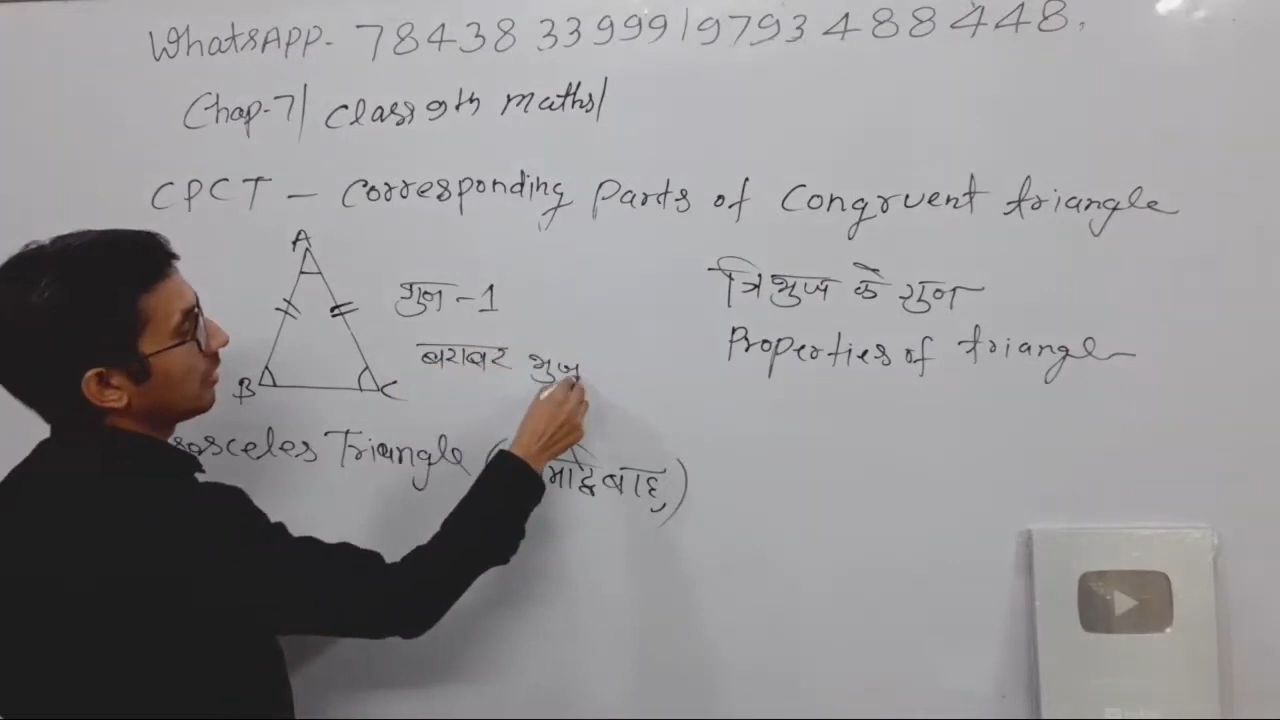 WhatsAPP- 7843833999/9793488448,
Chap-7/ Class 9th maths/
CPCT - Corresponding Parts of Congruent triangle
A
B
C
गुन -1
बराबर
त्रिभुज के गुन
Properties of triangle
Triangle